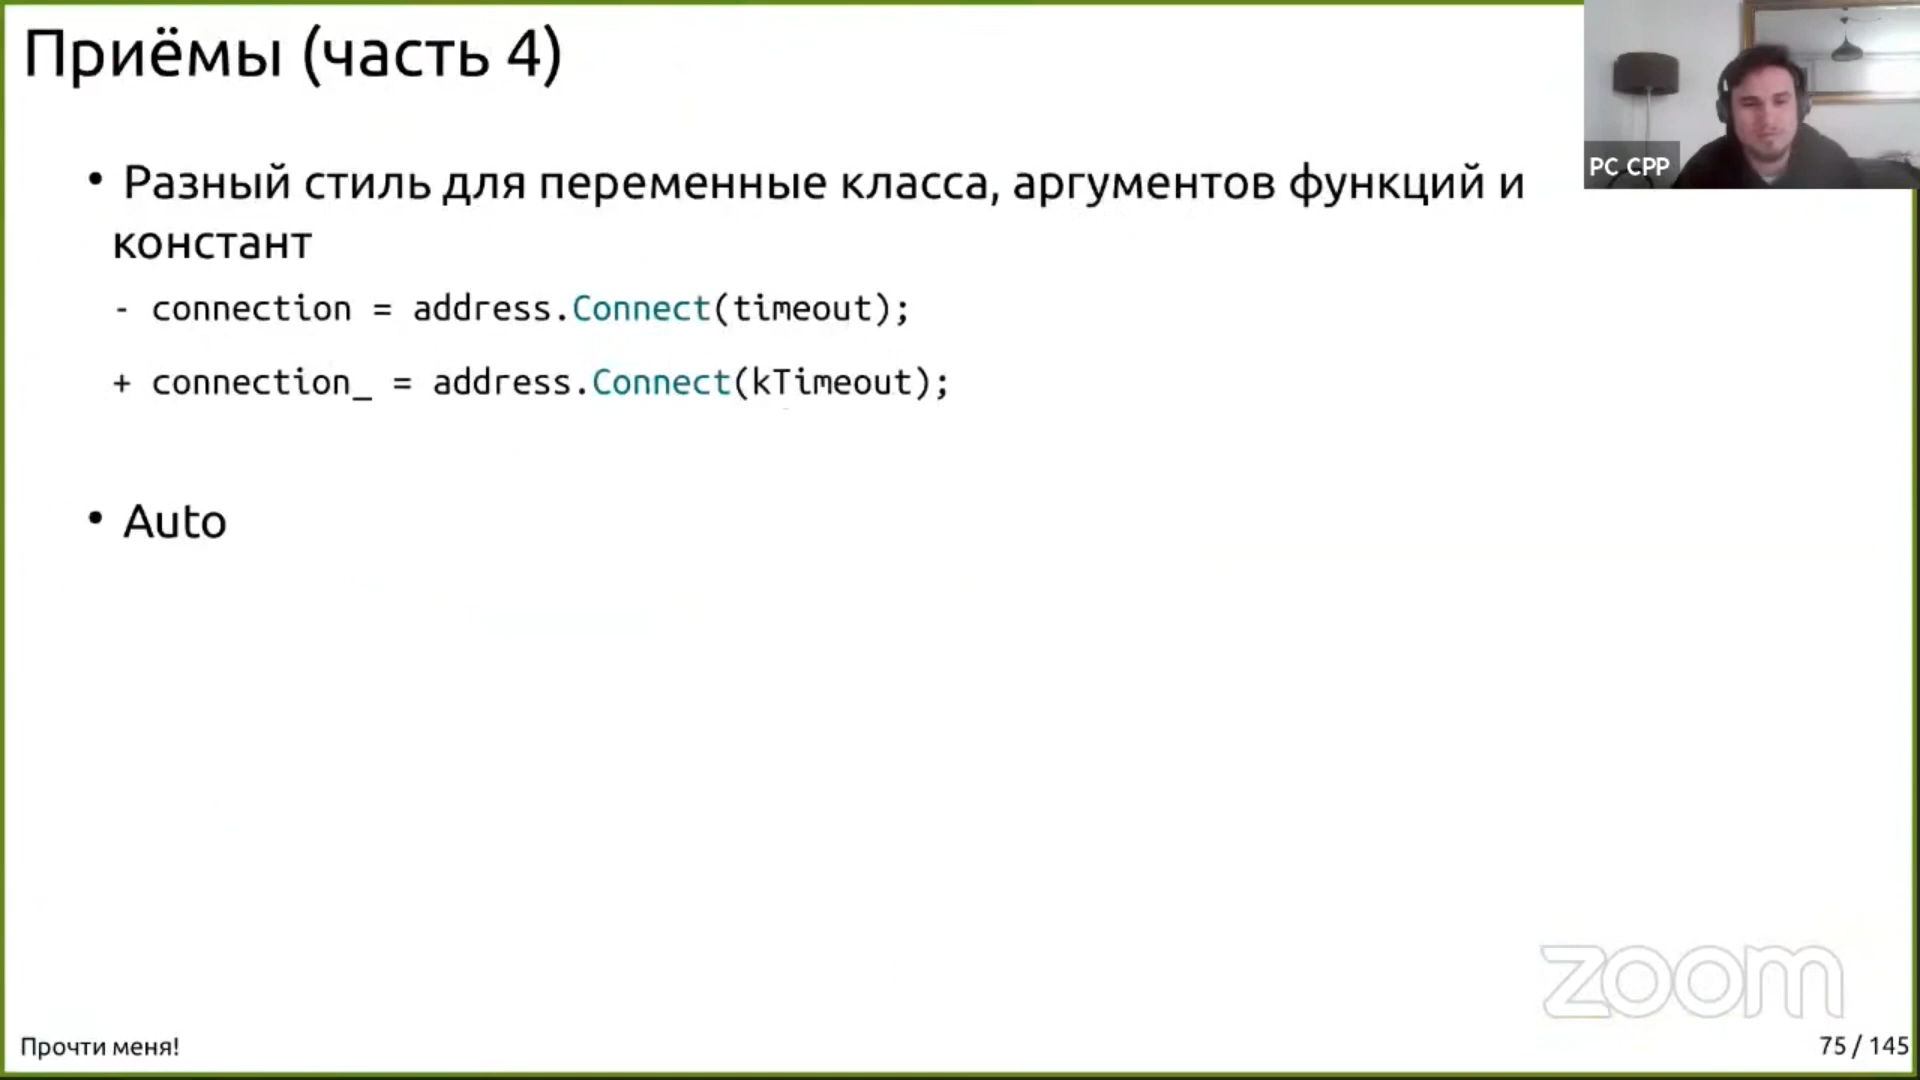 Приёмы (часть 4)
PC CPP
• Разный стиль для переменные класса, аргументов функций и
констант
- connection = address.Connect(timeout);
+ connection_ = address.Connect(kTimeout);
• Auto
zoom
Прочти меня!
75 / 145